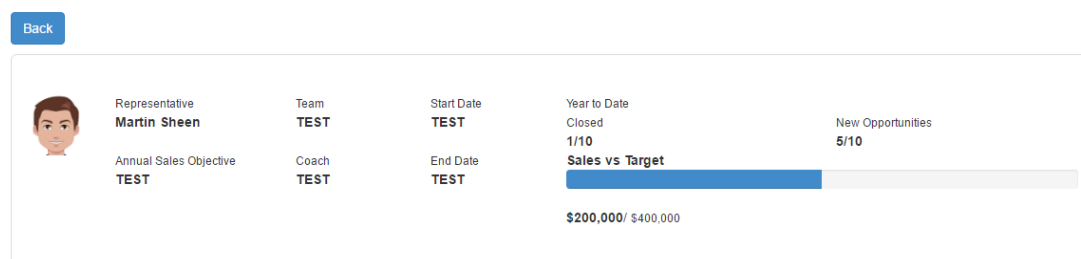 Back
Representative Team Start Date Year to Date
Martin Sheen TEST TEST Closed New Opportunities
1/10 5/10
Annual Sales Objective Coach End Date Sales vs Target
TEST TEST TEST
$200,000/ $400,000